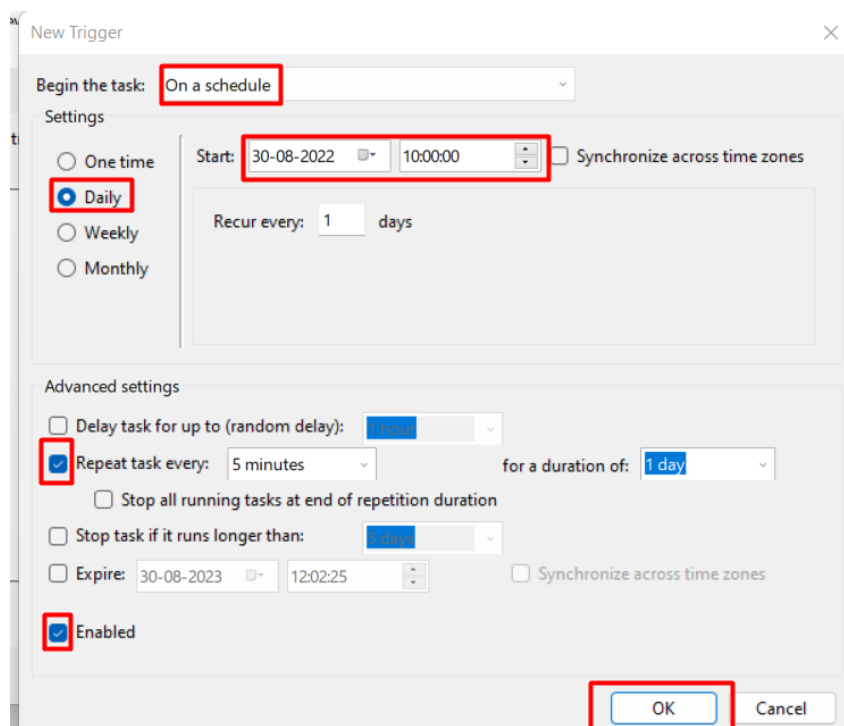 New Trigger
Begin the task: On a schedule
Settings
One time
Daily
Weekly
Monthly
Start: 30-08-2022 10:00:00 Synchronize across time zones
Recur every: 1 days
Advanced settings
Delay task for up to (random delay): 1 hour
Repeat task every: 5 minutes for a duration of: 1 day
Stop all running tasks at end of repetition duration
Stop task if it runs longer than: 3 days
Expire: 30-08-2023 12:02:25 Synchronize across time zones
Enabled
OK Cancel